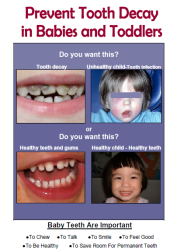 Prevent Tooth Decay
in Babies and Toddlers
Do you want this?
Tooth decay
Unhealthy child-Tooth infection
or
Do You want this?
Healthy teeth and gums
Healthy child - Healthy teeth
Baby Teeth Are Important
●To Chew ●To Talk ●To Smile ●To Feel Good
●To Be Healthy ●To Save Room For Permanent Teeth